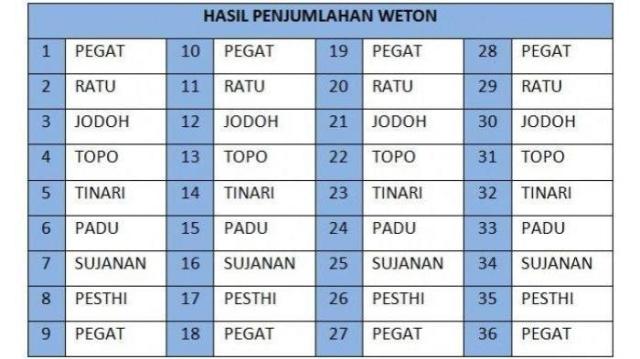 HASIL PENJUMLAHAN WETON
1 PEGAT 10 PEGAT 19 PEGAT 28 PEGAT
2 RATU 11 RATU 20 RATU 29 RATU
3 JODOH 12 JODOH 21 JODOH 30 JODOH
4 TOPO 13 TOPO 22 TOPO 31 TOPO
5 TINARI 14 TINARI 23 TINARI 32 TINARI
6 PADU 15 PADU 24 PADU 33 PADU
7 SUJANAN 16 SUJANAN 25 SUJANAN 34 SUJANAN
8 PESTHI 17 PESTHI 26 PESTHI 35 PESTHI
9 PEGAT 18 PEGAT 27 PEGAT 36 PEGAT